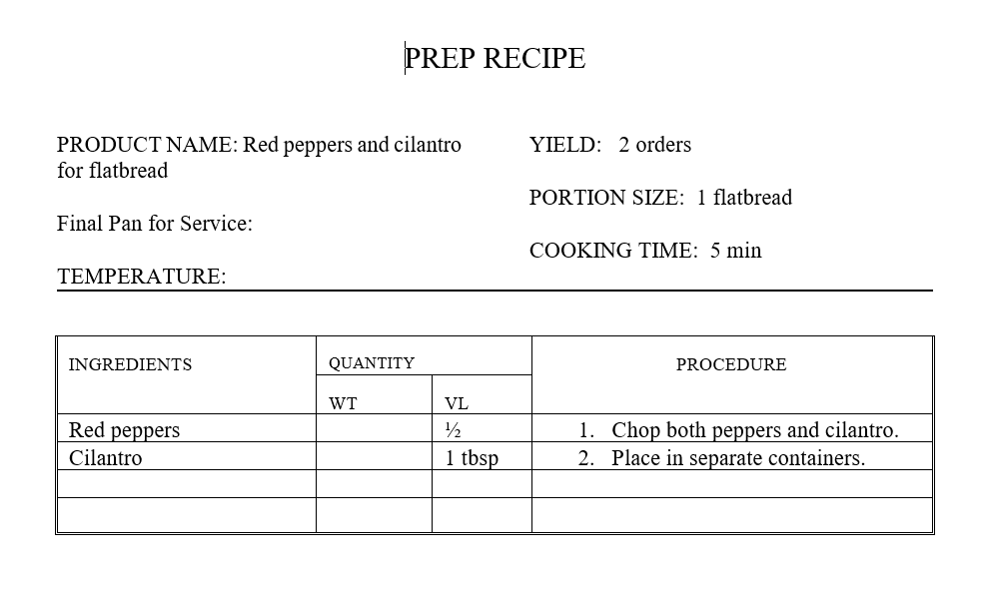 PREP RECIPE
PRODUCT NAME: Red peppers and cilantro
for flatbread
Final Pan for Service:
TEMPERATURE:
YIELD: 2 orders
PORTION SIZE: 1 flatbread
COOKING TIME: 5 min
INGREDIENTS QUANTITY PROCEDURE
WT VL
Red peppers ½ 1. Chop both peppers and cilantro.
Cilantro 1 tbsp 2. Place in separate containers.